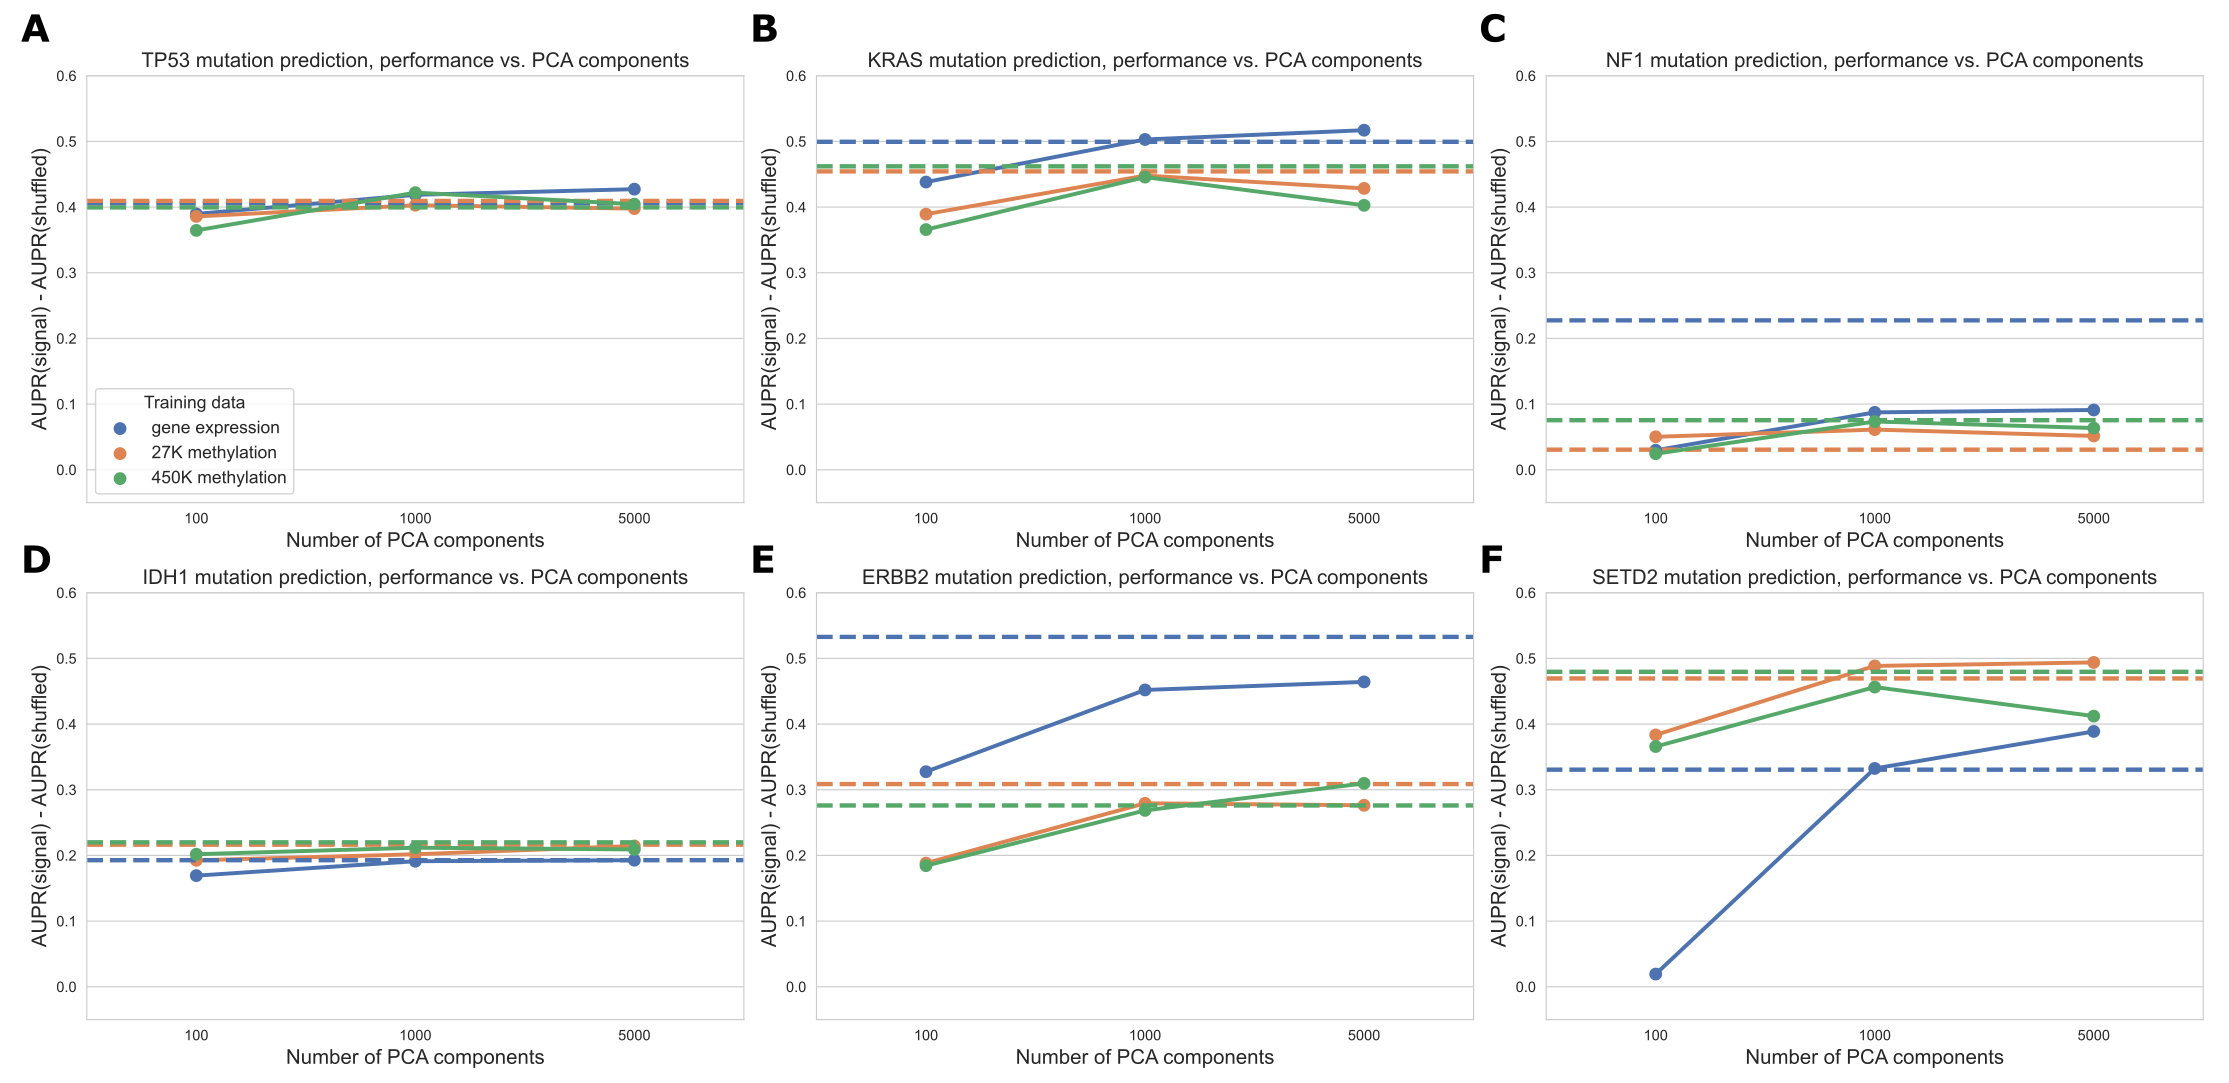 A
TP53 mutation prediction, performance vs. PCA components
AUPR(signal) - AUPR(shuffled)
0.6
0.5
0.4
0.3
0.2
0.1
0.0
Training data
gene expression
27K methylation
450K methylation
100 1000 5000
Number of PCA components
B
KRAS mutation prediction, performance vs. PCA components
AUPR(signal) - AUPR(shuffled)
0.6
0.5
0.4
0.3
0.2
0.1
0.0
100 1000 5000
Number of PCA components
C
NF1 mutation prediction, performance vs. PCA components
AUPR(signal) - AUPR(shuffled)
0.6
0.5
0.4
0.3
0.2
0.1
0.0
100 1000 5000
Number of PCA components
D
IDH1 mutation prediction, performance vs. PCA components
AUPR(signal) - AUPR(shuffled)
0.6
0.5
0.4
0.3
0.2
0.1
0.0
100 1000 5000
Number of PCA components
E
ERBB2 mutation prediction, performance vs. PCA components
AUPR(signal) - AUPR(shuffled)
0.6
0.5
0.4
0.3
0.2
0.1
0.0
100 1000 5000
Number of PCA components
F
SETD2 mutation prediction, performance vs. PCA components
AUPR(signal) - AUPR(shuffled)
0.6
0.5
0.4
0.3
0.2
0.1
0.0
100 1000 5000
Number of PCA components